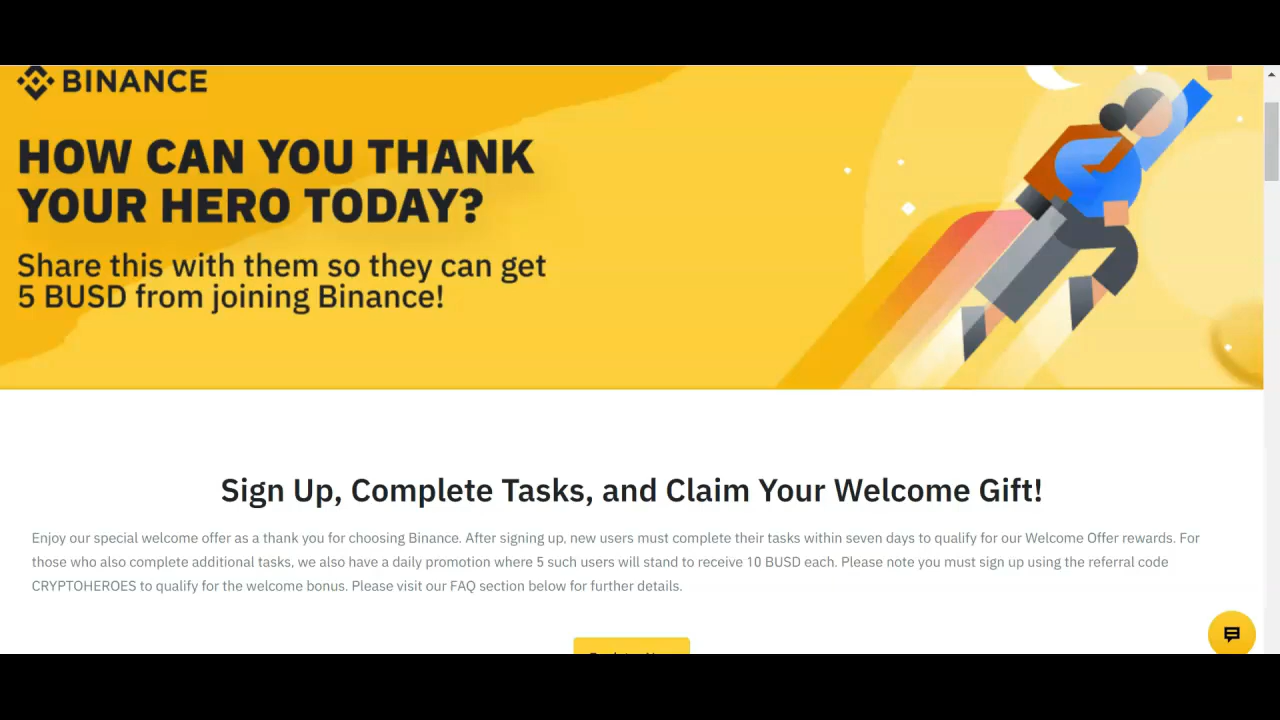 BINANCE
HOW CAN YOU THANK
YOUR HERO TODAY?
Share this with them so they can get
5 BUSD from joining Binance!
Sign Up, Complete Tasks, and Claim Your Welcome Gift!
Enjoy our special welcome offer as a thank you for choosing Binance. After signing up, new users must complete their tasks within seven days to qualify for our Welcome Offer rewards. For
those who also complete additional tasks, we also have a daily promotion where 5 such users will stand to receive 10 BUSD each. Please note you must sign up using the referral code
CRYPTOHEROES to qualify for the welcome bonus. Please visit our FAQ section below for further details.